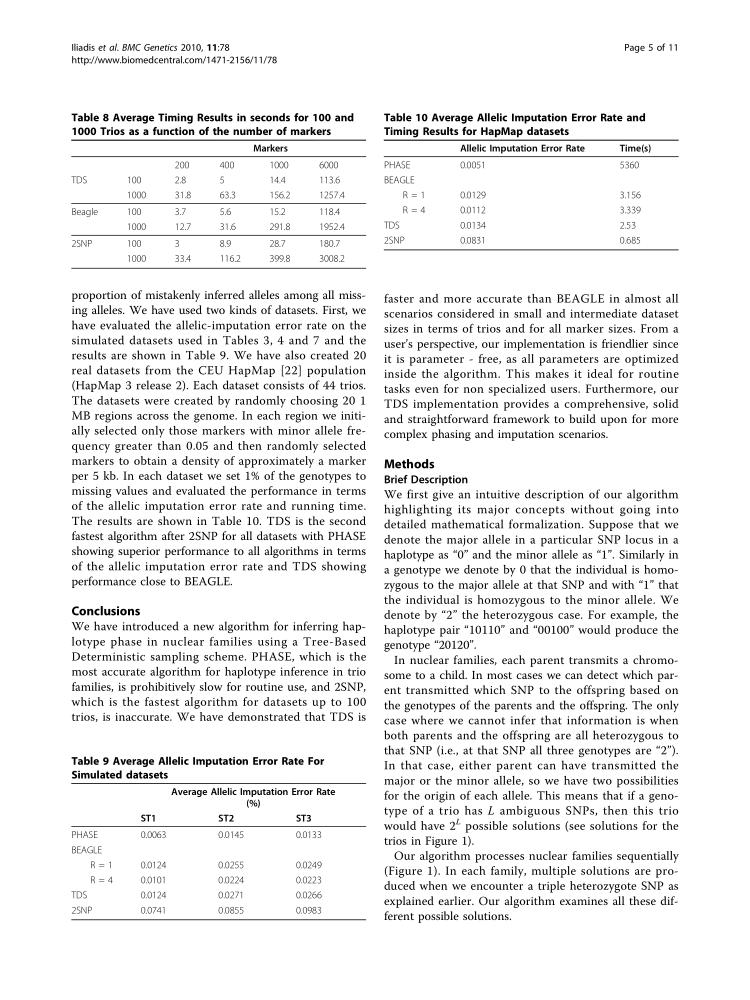 Iliadis et al. BMC Genetics 2010, 11:78
http://www.biomedcentral.com/1471-2156/11/78
Page 5 of 11
Table 8 Average Timing Results in seconds for 100 and
1000 Trios as a function of the number of markers
Markers
200 400 1000 6000
TDS 100 2.8 5 14.4 113.6
1000 31.8 63.3 156.2 1257.4
Beagle 100 3.7 5.6 15.2 118.4
1000 12.7 31.6 291.8 1952.4
2SNP 100 3 8.9 28.7 180.7
1000 33.4 116.2 399.8 3008.2
proportion of mistakenly inferred alleles among all miss-
ing alleles. We have used two kinds of datasets. First, we
have evaluated the allelic-imputation error rate on the
simulated datasets used in Tables 3, 4 and 7 and the
results are shown in Table 9. We have also created 20
real datasets from the CEU HapMap [22] population
(HapMap 3 release 2). Each dataset consists of 44 trios.
The datasets were created by randomly choosing 20 1
MB regions across the genome. In each region we initi-
ally selected only those markers with minor allele fre-
quency greater than 0.05 and then randomly selected
markers to obtain a density of approximately a marker
per 5 kb. In each dataset we set 1% of the genotypes to
missing values and evaluated the performance in terms
of the allelic imputation error rate and running time.
The results are shown in Table 10. TDS is the second
fastest algorithm after 2SNP for all datasets with PHASE
showing superior performance to all algorithms in terms
of the allelic imputation error rate and TDS showing
performance close to BEAGLE.
Conclusions
We have introduced a new algorithm for inferring hap-
lotype phase in nuclear families using a Tree-Based
Deterministic sampling scheme. PHASE, which is the
most accurate algorithm for haplotype inference in trio
families, is prohibitively slow for routine use, and 2SNP,
which is the fastest algorithm for datasets up to 100
trios, is inaccurate. We have demonstrated that TDS is
Table 9 Average Allelic Imputation Error Rate For
Simulated datasets
Average Allelic Imputation Error Rate
(%)
ST1 ST2 ST3
PHASE 0.0063 0.0145 0.0133
BEAGLE
R = 1 0.0124 0.0255 0.0249
R = 4 0.0101 0.0224 0.0223
TDS 0.0124 0.0271 0.0266
2SNP 0.0741 0.0855 0.0983
Table 10 Average Allelic Imputation Error Rate and
Timing Results for HapMap datasets
Allelic Imputation Error Rate Time(s)
PHASE 0.0051 5360
BEAGLE
R = 1 0.0129 3.156
R = 4 0.0112 3.339
TDS 0.0134 2.53
2SNP 0.0831 0.685
faster and more accurate than BEAGLE in almost all
scenarios considered in small and intermediate dataset
sizes in terms of trios and for all marker sizes. From a
user's perspective, our implementation is friendlier since
it is parameter - free, as all parameters are optimized
inside the algorithm. This makes it ideal for routine
tasks even for non specialized users. Furthermore, our
TDS implementation provides a comprehensive, solid
and straightforward framework to build upon for more
complex phasing and imputation scenarios.
Methods
Brief Description
We first give an intuitive description of our algorithm
highlighting its major concepts without going into
detailed mathematical formalization. Suppose that we
denote the major allele in a particular SNP locus in a
haplotype as “0” and the minor allele as “1”. Similarly in
a genotype we denote by 0 that the individual is homo-
zygous to the major allele at that SNP and with “1” that
the individual is homozygous to the minor allele. We
denote by “2” the heterozygous case. For example, the
haplotype pair “10110” and “00100” would produce the
genotype “20120”.
In nuclear families, each parent transmits a chromo-
some to a child. In most cases we can detect which par-
ent transmitted which SNP to the offspring based on
the genotypes of the parents and the offspring. The only
case where we cannot infer that information is when
both parents and the offspring are all heterozygous to
that SNP (i.e., at that SNP all three genotypes are “2”).
In that case, either parent can have transmitted the
major or the minor allele, so we have two possibilities
for the origin of each allele. This means that if a geno-
type of a trio has L ambiguous SNPs, then this trio
would have 2^L possible solutions (see solutions for the
trios in Figure 1).
Our algorithm processes nuclear families sequentially
(Figure 1). In each family, multiple solutions are pro-
duced when we encounter a triple heterozygote SNP as
explained earlier. Our algorithm examines all these dif-
ferent possible solutions.